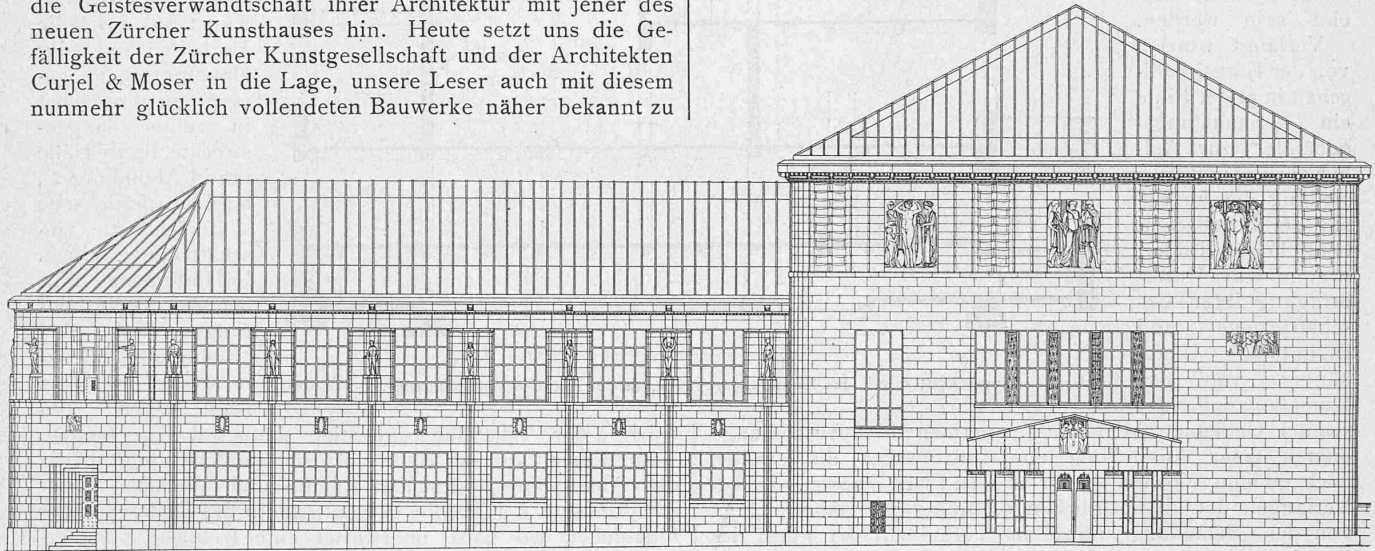 die Geistesverwandtschaft ihrer Architektur mit jener des
neuen Zürcher Kunsthauses hin. Heute setzt uns die Ge-
fälligkeit der Zürcher Kunstgesellschaft und der Architekten
Curjel & Moser in die Lage, unsere Leser auch mit diesem
nunmehr glücklich vollendeten Bauwerke näher bekannt zu